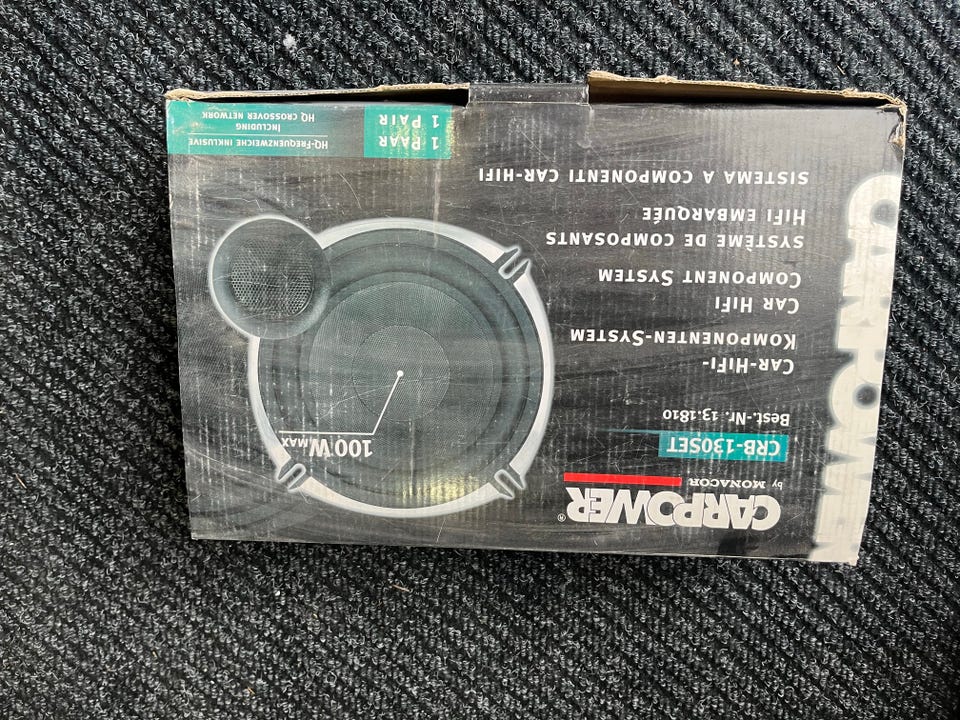 CARPOWER®
by MONACOR
CRB-130SET
Best.-Nr. 13.1810
CAR-HIFI-
KOMPONENTEN-SYSTEM
CAR HIFI
COMPONENT SYSTEM
SYSTÈME DE COMPOSANTS
HIFI EMBARQUÉE
SISTEMA A COMPONENTI CAR-HIFI
100 WMAX
1 PAAR
1 PAIR
HQ-FREQUENZWEICHE INKLUSIVE
INCLUDING
HQ CROSSOVER NETWORK
CARPOWER